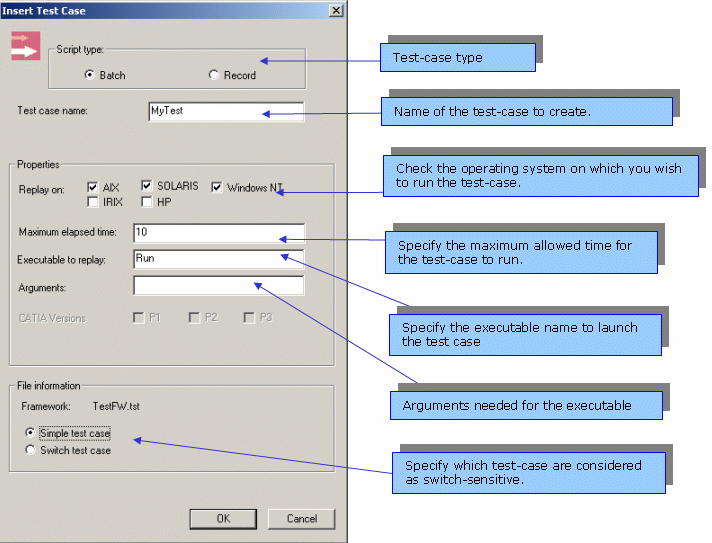 Insert Test Case
Script type:
Batch
Record
Test-case type
Test case name:
MyTest
Name of the test-case to create.
Properties
Replay on:
AIX
SOLARIS
Windows NT
IRIX
HP
Check the operating system on which you wish
to run the test-case.
Maximum elapsed time:
10
Specify the maximum allowed time for
the test-case to run.
Executable to replay:
Run
Arguments:
CATIA Versions
P1
P2
P3
Specify the executable name to launch
the test case
File information
Framework:
TestFW.tst
Arguments needed for the executable
Simple test case
Switch test case
Specify which test-case are considered
as switch-sensitive.
OK
Cancel